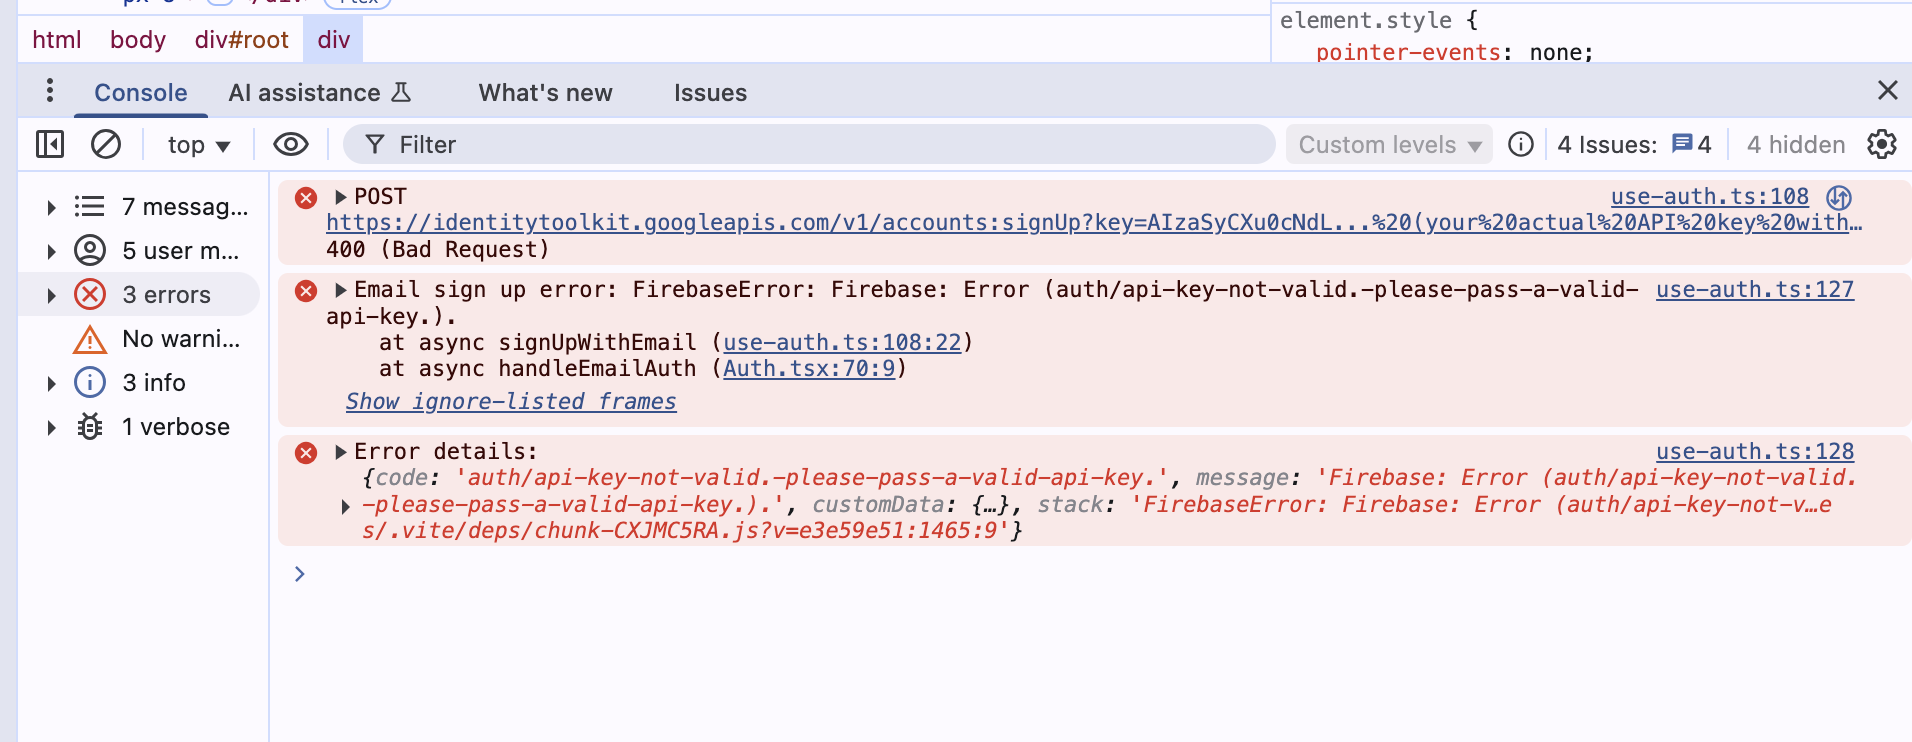 html body div#root div
element.style {
pointer-events: none;
Console AI assistance What's new Issues
top Filter Custom levels 4 Issues: 4 4 hidden
7 messag...
5 user m...
3 errors
No warni...
3 info
1 verbose
POST use-auth.ts:108
https://identitytoolkit.googleapis.com/v1/accounts:signUp?key=AIzaSyCXu0cNdL...%20(your%20actual%20API%20key%20with…
400 (Bad Request)
Email sign up error: FirebaseError: Firebase: Error (auth/api-key-not-valid.-please-pass-a-valid- use-auth.ts:127
api-key.).
at async signUpWithEmail (use-auth.ts:108:22)
at async handleEmailAuth (Auth.tsx:70:9)
Show ignore-listed frames
Error details: use-auth.ts:128
{code: 'auth/api-key-not-valid.-please-pass-a-valid-api-key.', message: 'Firebase: Error (auth/api-key-not-valid.
-please-pass-a-valid-api-key.).', customData: {…}, stack: 'FirebaseError: Firebase: Error (auth/api-key-not-v…e
s/.vite/deps/chunk-CXJMC5RA.js?v=e3e59e51:1465:9'}